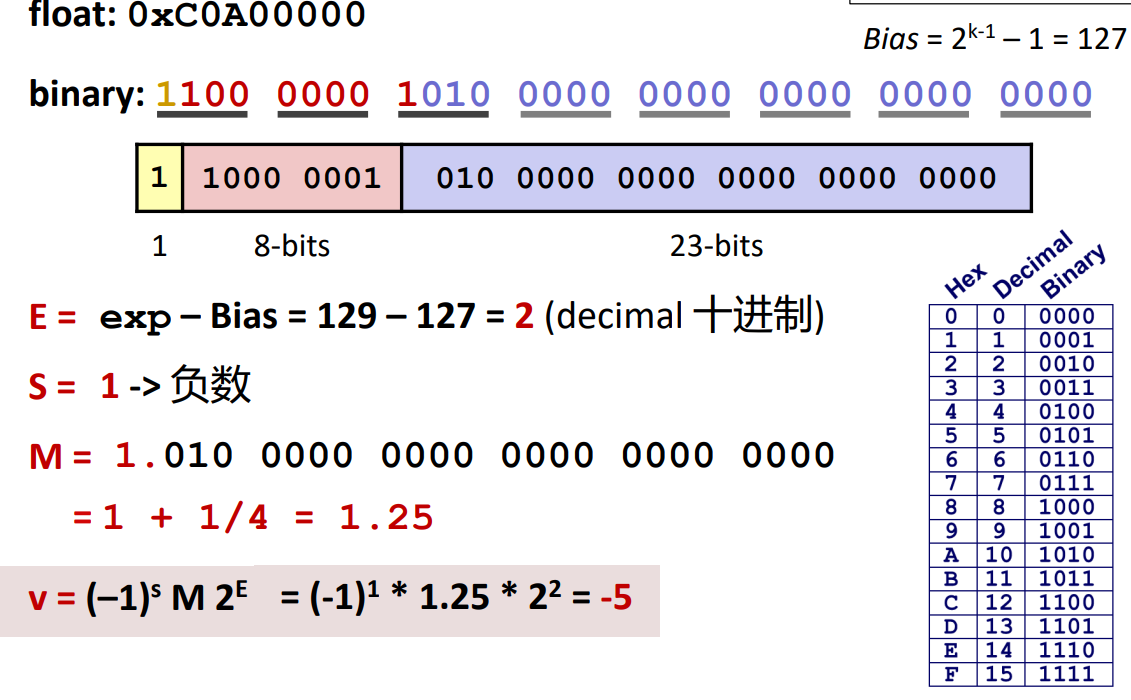 float: 0xC0A00000
Bias = 2^{k-1} – 1 = 127
binary: 1100 0000 1010 0000 0000 0000 0000 0000
1 1000 0001 010 0000 0000 0000 0000 0000
1 8-bits 23-bits
E = exp – Bias = 129 – 127 = 2 (decimal 十进制)
S = 1 -> 负数
M = 1.010 0000 0000 0000 0000 0000
= 1 + 1/4 = 1.25
v = (–1)^s M 2^E = (-1)^1 * 1.25 * 2^2 = -5
Hex Decimal Binary
0 0 0000
1 1 0001
2 2 0010
3 3 0011
4 4 0100
5 5 0101
6 6 0110
7 7 0111
8 8 1000
9 9 1001
A 10 1010
B 11 1011
C 12 1100
D 13 1101
E 14 1110
F 15 1111